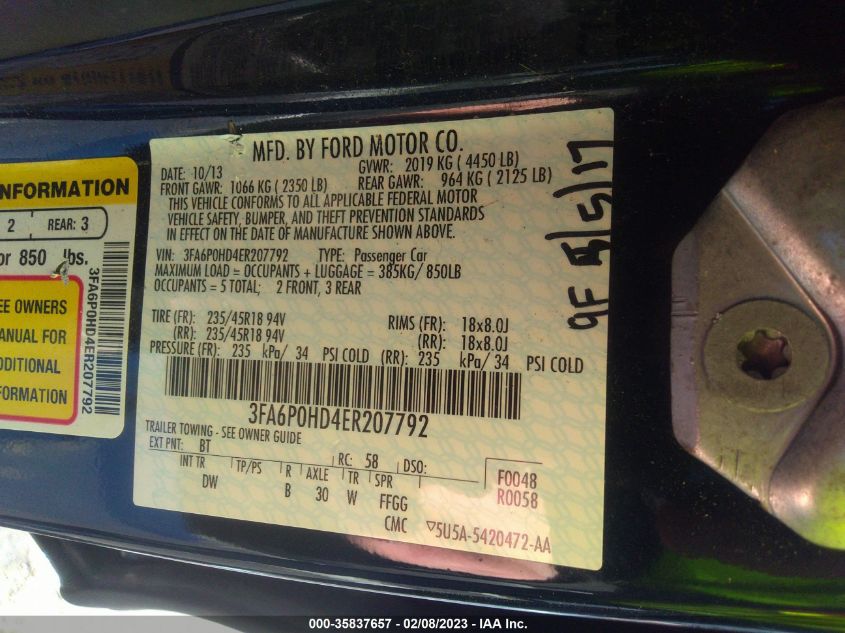 MFD. BY FORD MOTOR CO.
DATE: 10/13 GVWR: 2019 KG ( 4450 LB)
FRONT GAWR: 1066 KG ( 2350 LB) REAR GAWR: 964 KG ( 2125 LB)
THIS VEHICLE CONFORMS TO ALL APPLICABLE FEDERAL MOTOR
VEHICLE SAFETY, BUMPER, AND THEFT PREVENTION STANDARDS
IN EFFECT ON THE DATE OF MANUFACTURE SHOWN ABOVE.
VIN: 3FA6P0HD4ER207792 TYPE: Passenger Car
MAXIMUM LOAD = OCCUPANTS + LUGGAGE = 385KG/ 850LB
OCCUPANTS = 5 TOTAL; 2 FRONT, 3 REAR
TIRE (FR): 235/45R18 94V RIMS (FR): 18x8.0J
(RR): 235/45R18 94V (RR): 18x8.0J
PRESSURE (FR): 235 kPa/ 34 PSI COLD (RR): 235 kPa/ 34 PSI COLD
3FA6P0HD4ER207792
TRAILER TOWING - SEE OWNER GUIDE
EXT PNT: BT RC: 58 DSO:
INT TR TP/PS R AXLE TR SPR
DW B 30 W FFGG
CMC
F0048
R0058
▽5U5A-5420472-AA
INFORMATION
2 REAR: 3
or 850 lbs.
EE OWNERS
MANUAL FOR
DDITIONAL
FORMATION
3FA6P0HD4ER207792
000-35837657 - 02/08/2023 - IAA Inc.